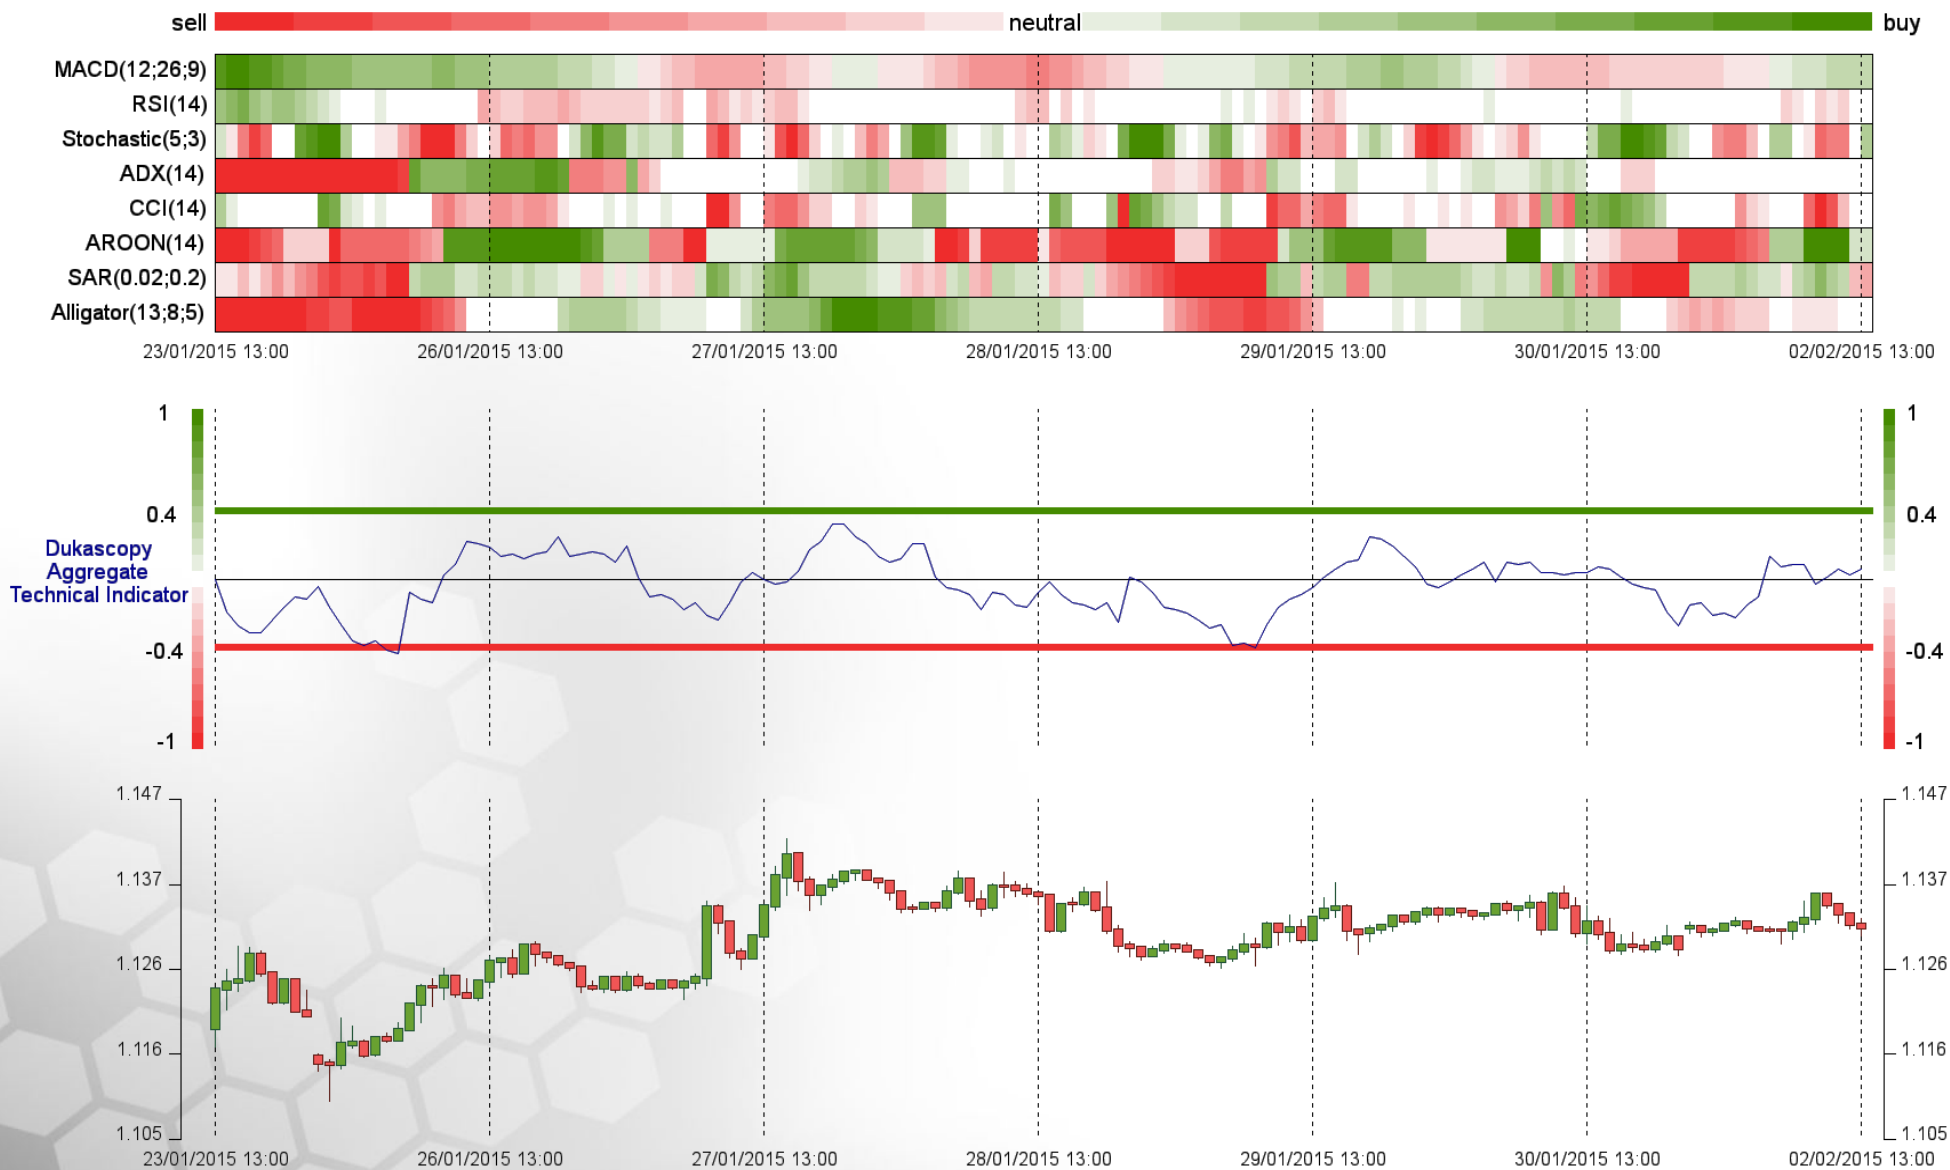 sell neutral buy
MACD(12;26;9)
RSI(14)
Stochastic(5;3)
ADX(14)
CCI(14)
AROON(14)
SAR(0.02;0.2)
Alligator(13;8;5)
23/01/2015 13:00 26/01/2015 13:00 27/01/2015 13:00 28/01/2015 13:00 29/01/2015 13:00 30/01/2015 13:00 02/02/2015 13:00
1 1
0.4 0.4
Dukascopy
Aggregate
Technical Indicator
-0.4 -0.4
-1 -1
1.147 1.147
1.137 1.137
1.126 1.126
1.116 1.116
1.105 1.105
23/01/2015 13:00 26/01/2015 13:00 27/01/2015 13:00 28/01/2015 13:00 29/01/2015 13:00 30/01/2015 13:00 02/02/2015 13:00